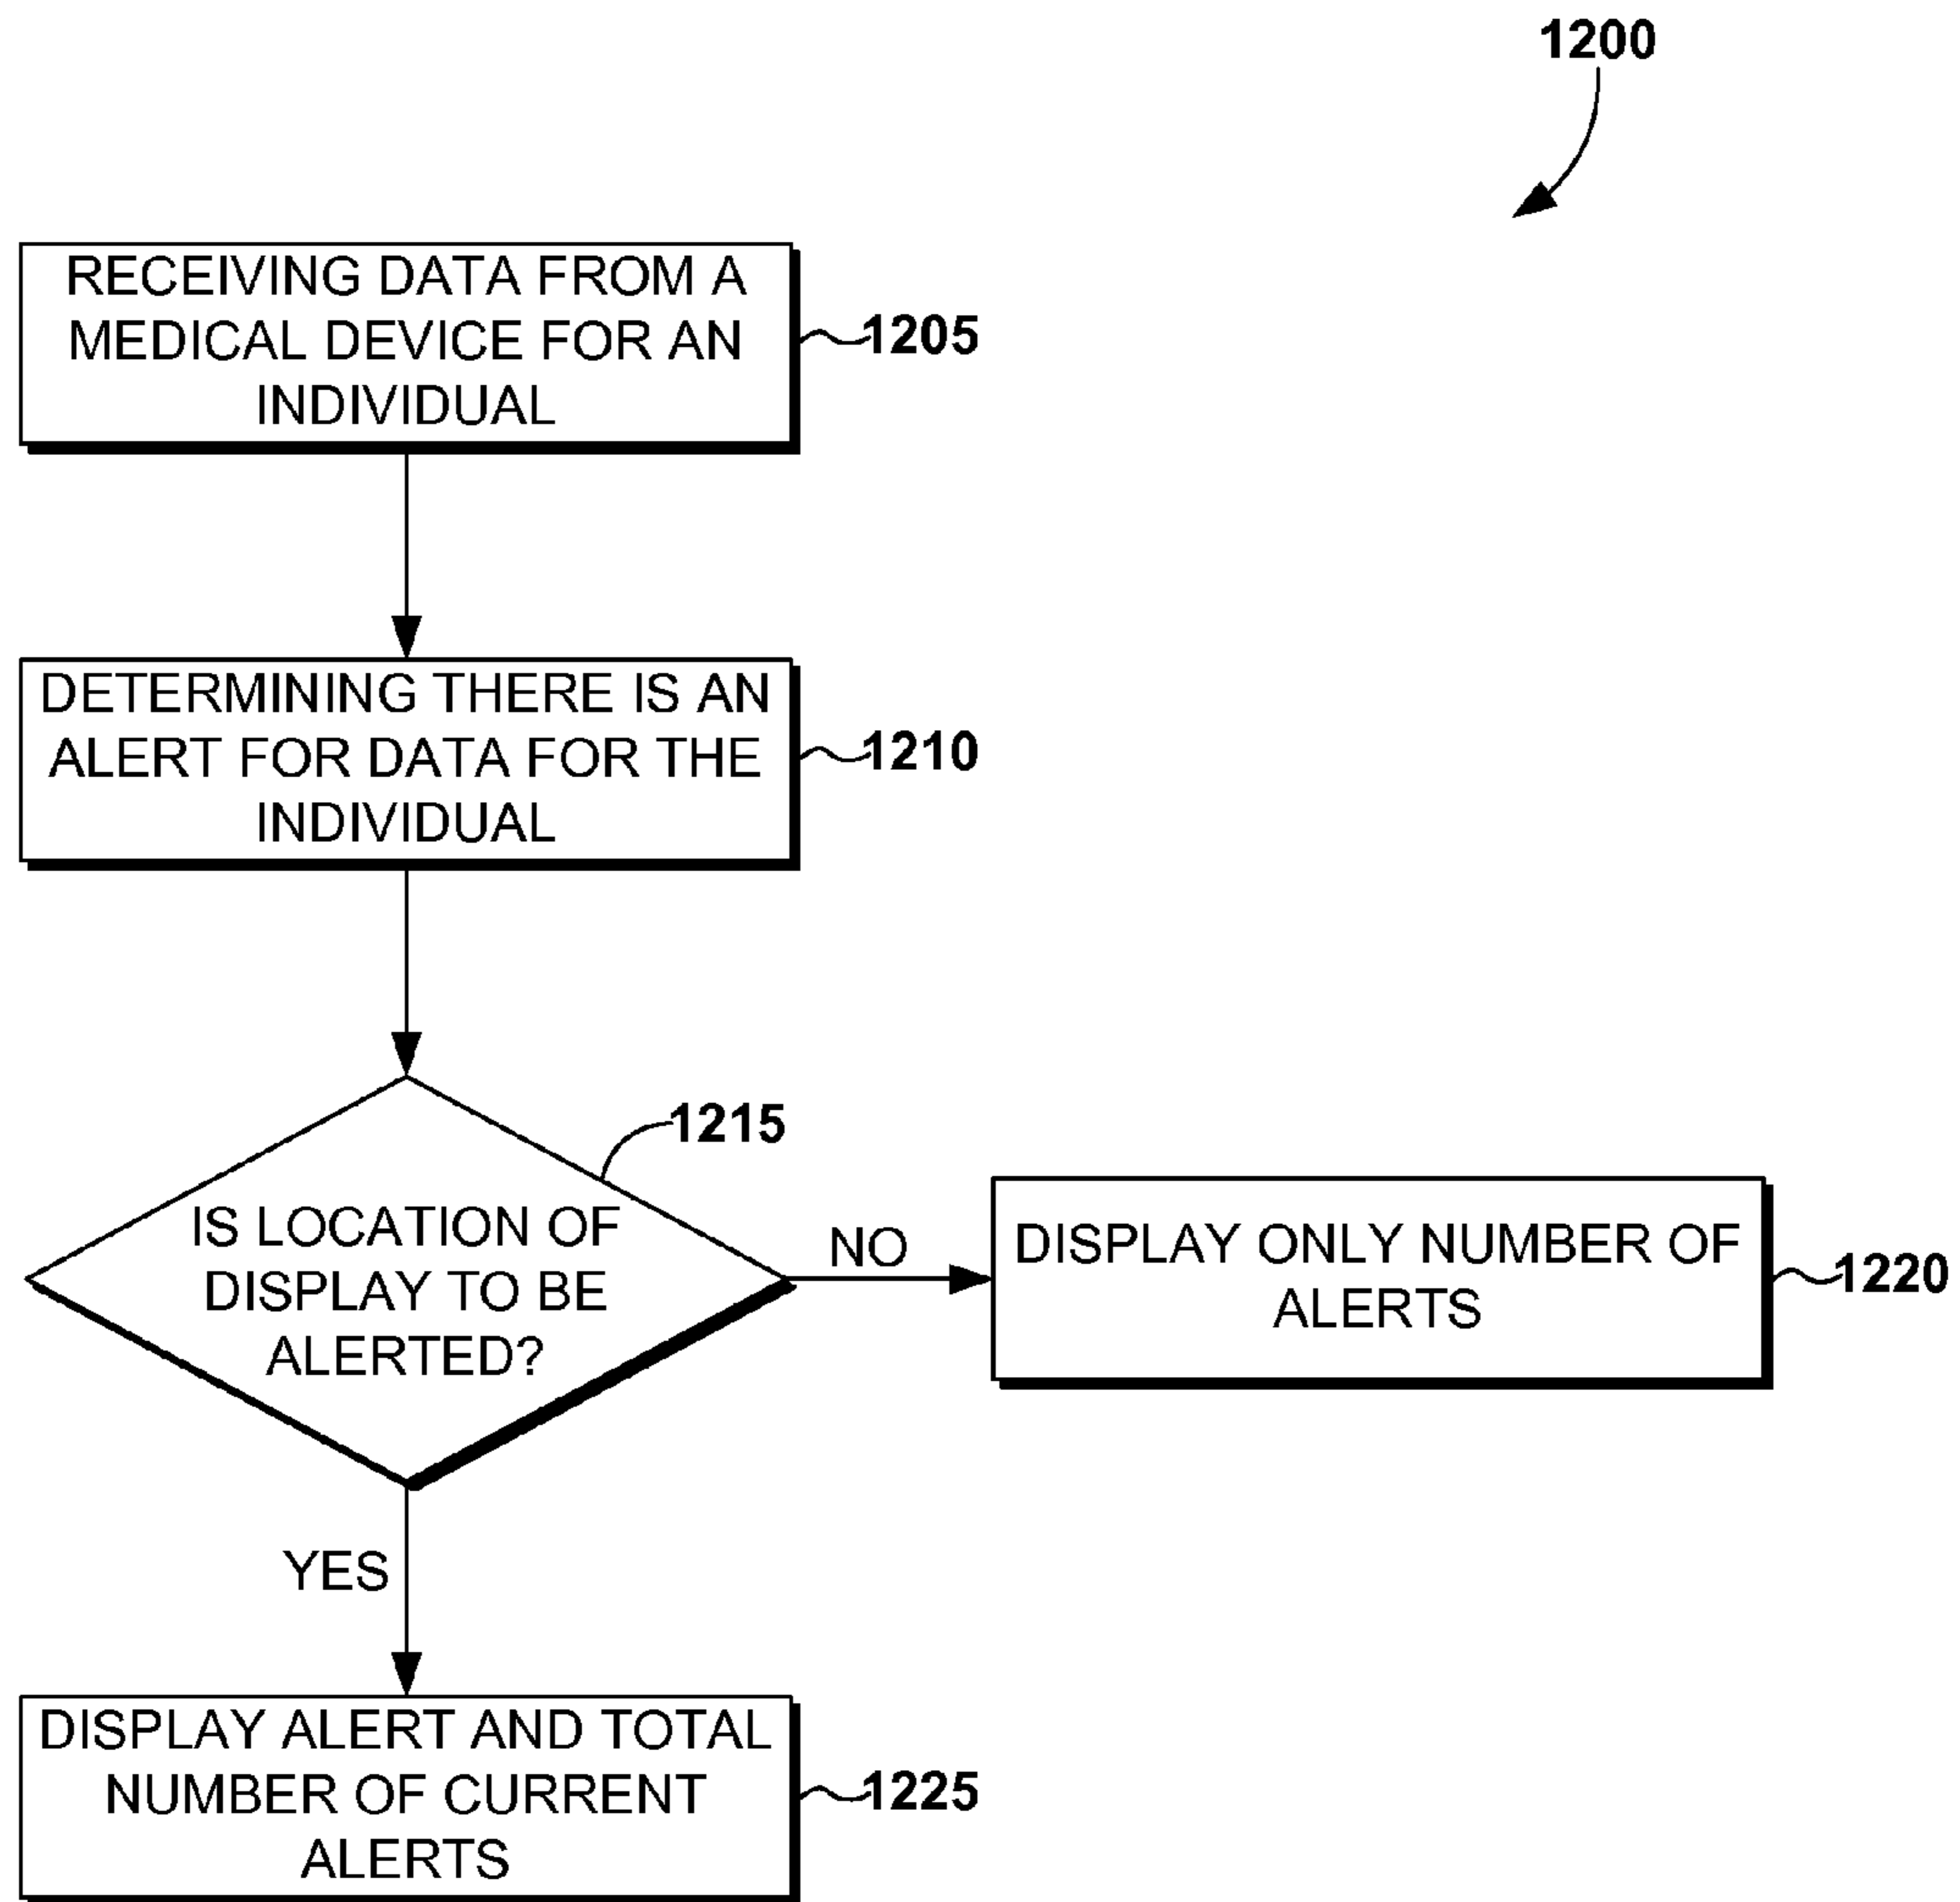 1200
RECEIVING DATA FROM A
MEDICAL DEVICE FOR AN
INDIVIDUAL
1205
DETERMINING THERE IS AN
ALERT FOR DATA FOR THE
INDIVIDUAL
1210
1215
IS LOCATION OF
DISPLAY TO BE
ALERTED?
NO
DISPLAY ONLY NUMBER OF
ALERTS
1220
YES
DISPLAY ALERT AND TOTAL
NUMBER OF CURRENT
ALERTS
1225